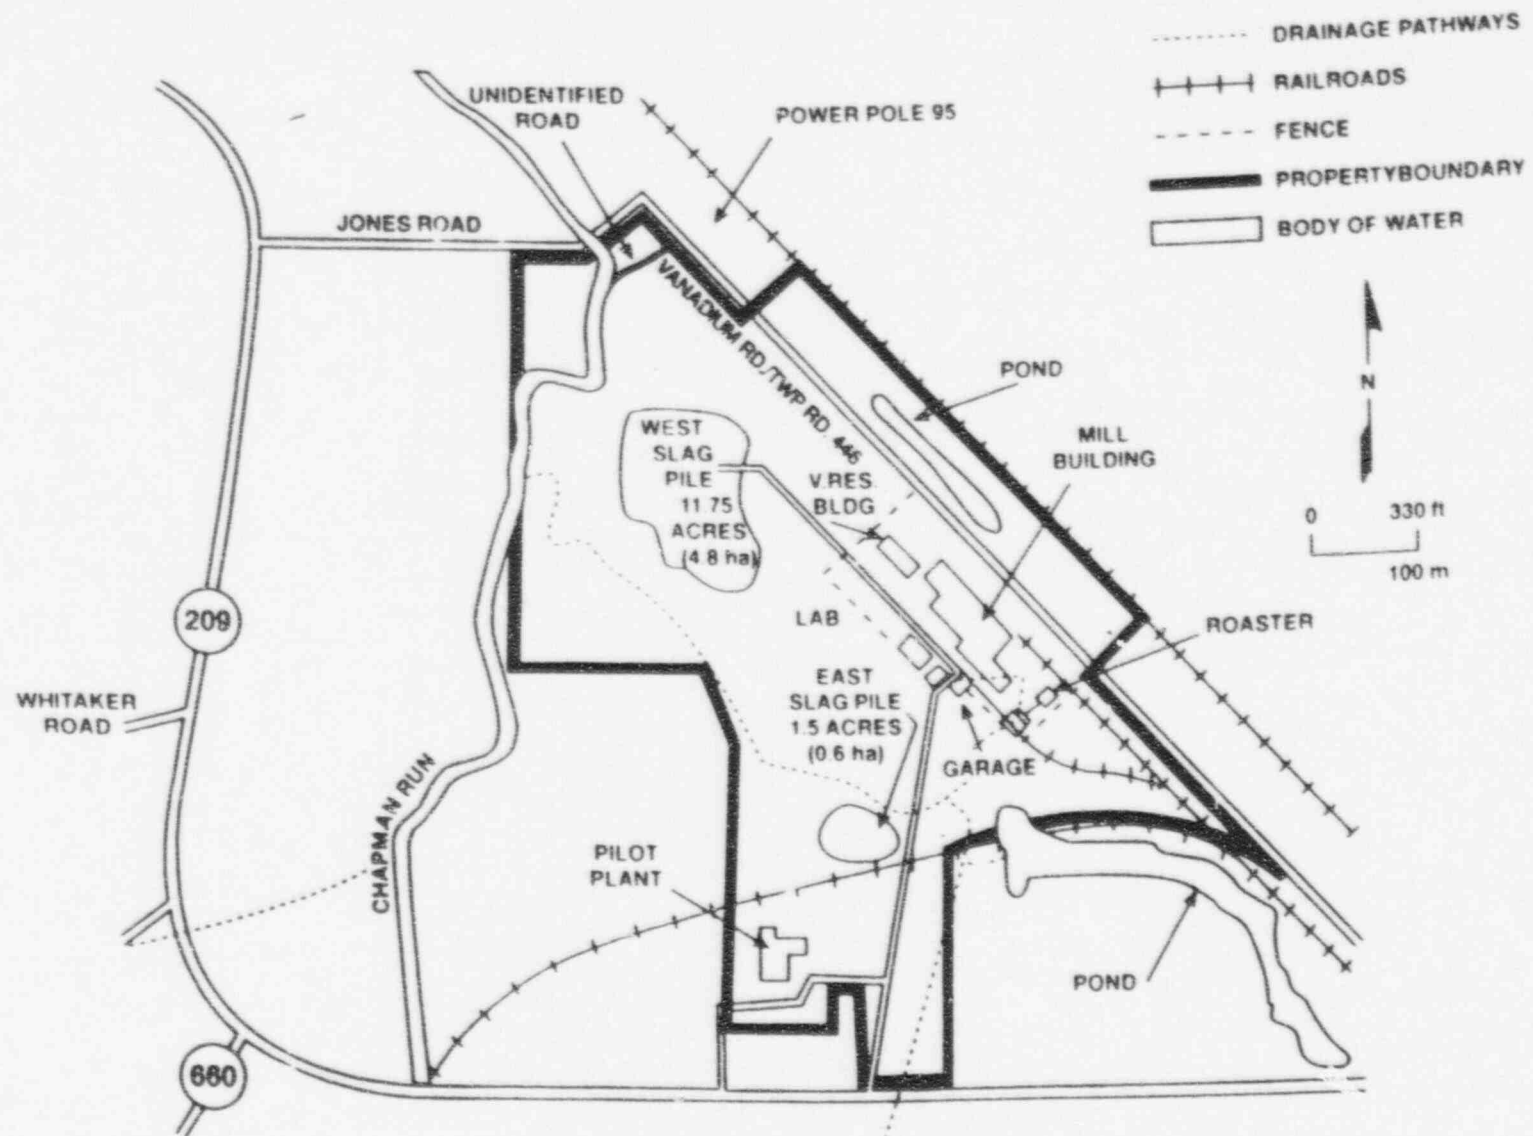 DRAINAGE PATHWAYS
RAILROADS
FENCE
PROPERTYBOUNDARY
BODY OF WATER
UNIDENTIFIED
ROAD
POWER POLE 95
JONES ROAD
VANADIUM RD./TWP RD. 446
POND
N
MILL
BUILDING
WEST
SLAG
PILE
11.75
ACRES
(4.8 ha)
V.RES.
BLDG
0
330 ft
100 m
209
LAB
ROASTER
WHITAKER
ROAD
EAST
SLAG PILE
1.5 ACRES
(0.6 ha)
GARAGE
CHAPMAN RUN
PILOT
PLANT
POND
660